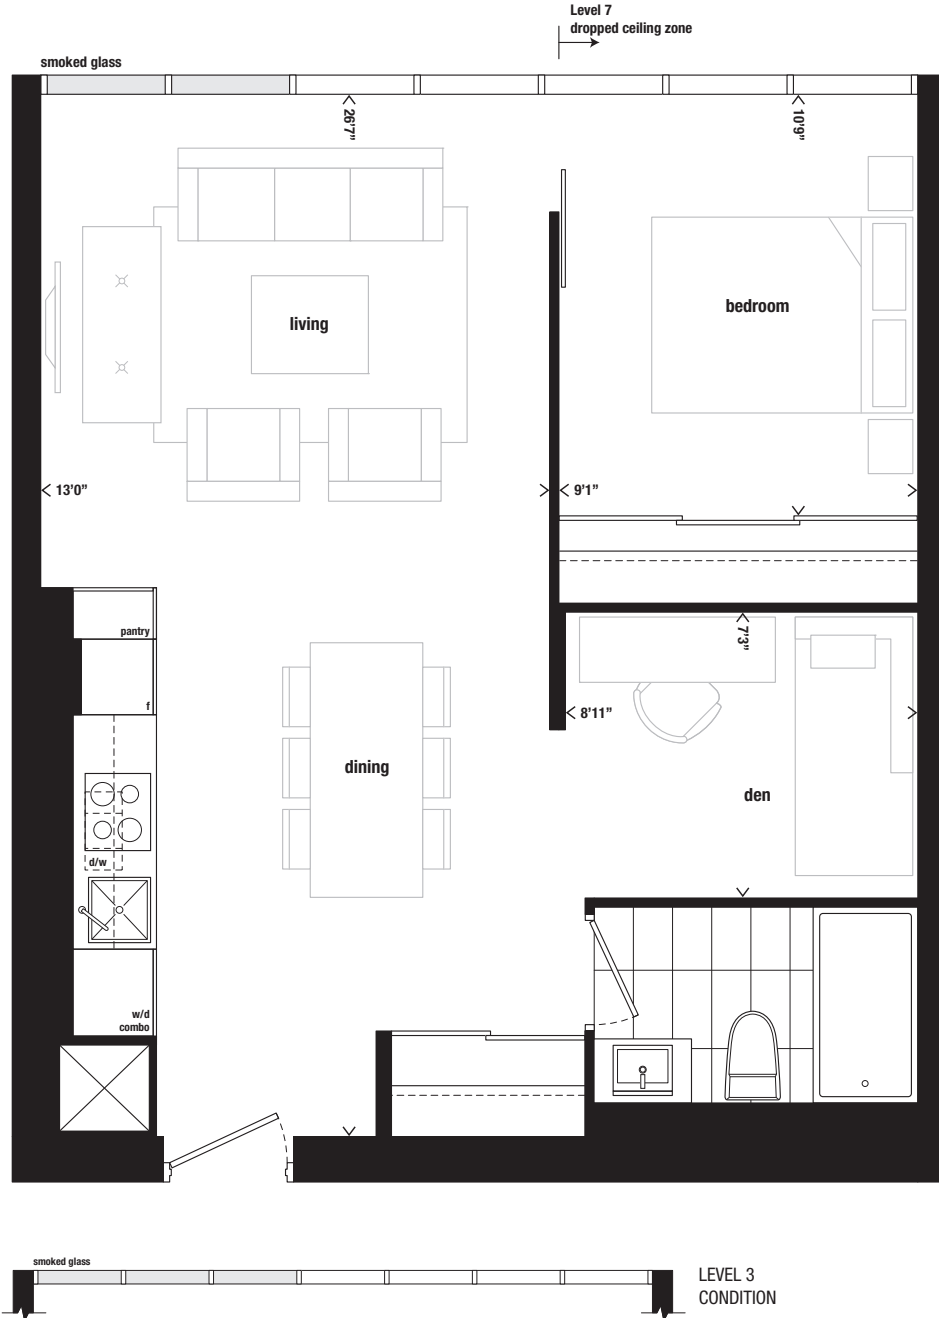 Level 7
dropped ceiling zone
smoked glass
26'7”
10'9”
living
bedroom
13'0”
9'1”
pantry
7'3”
f
8'11”
dining
den
d/w
w/d
combo
smoked glass
LEVEL 3
CONDITION